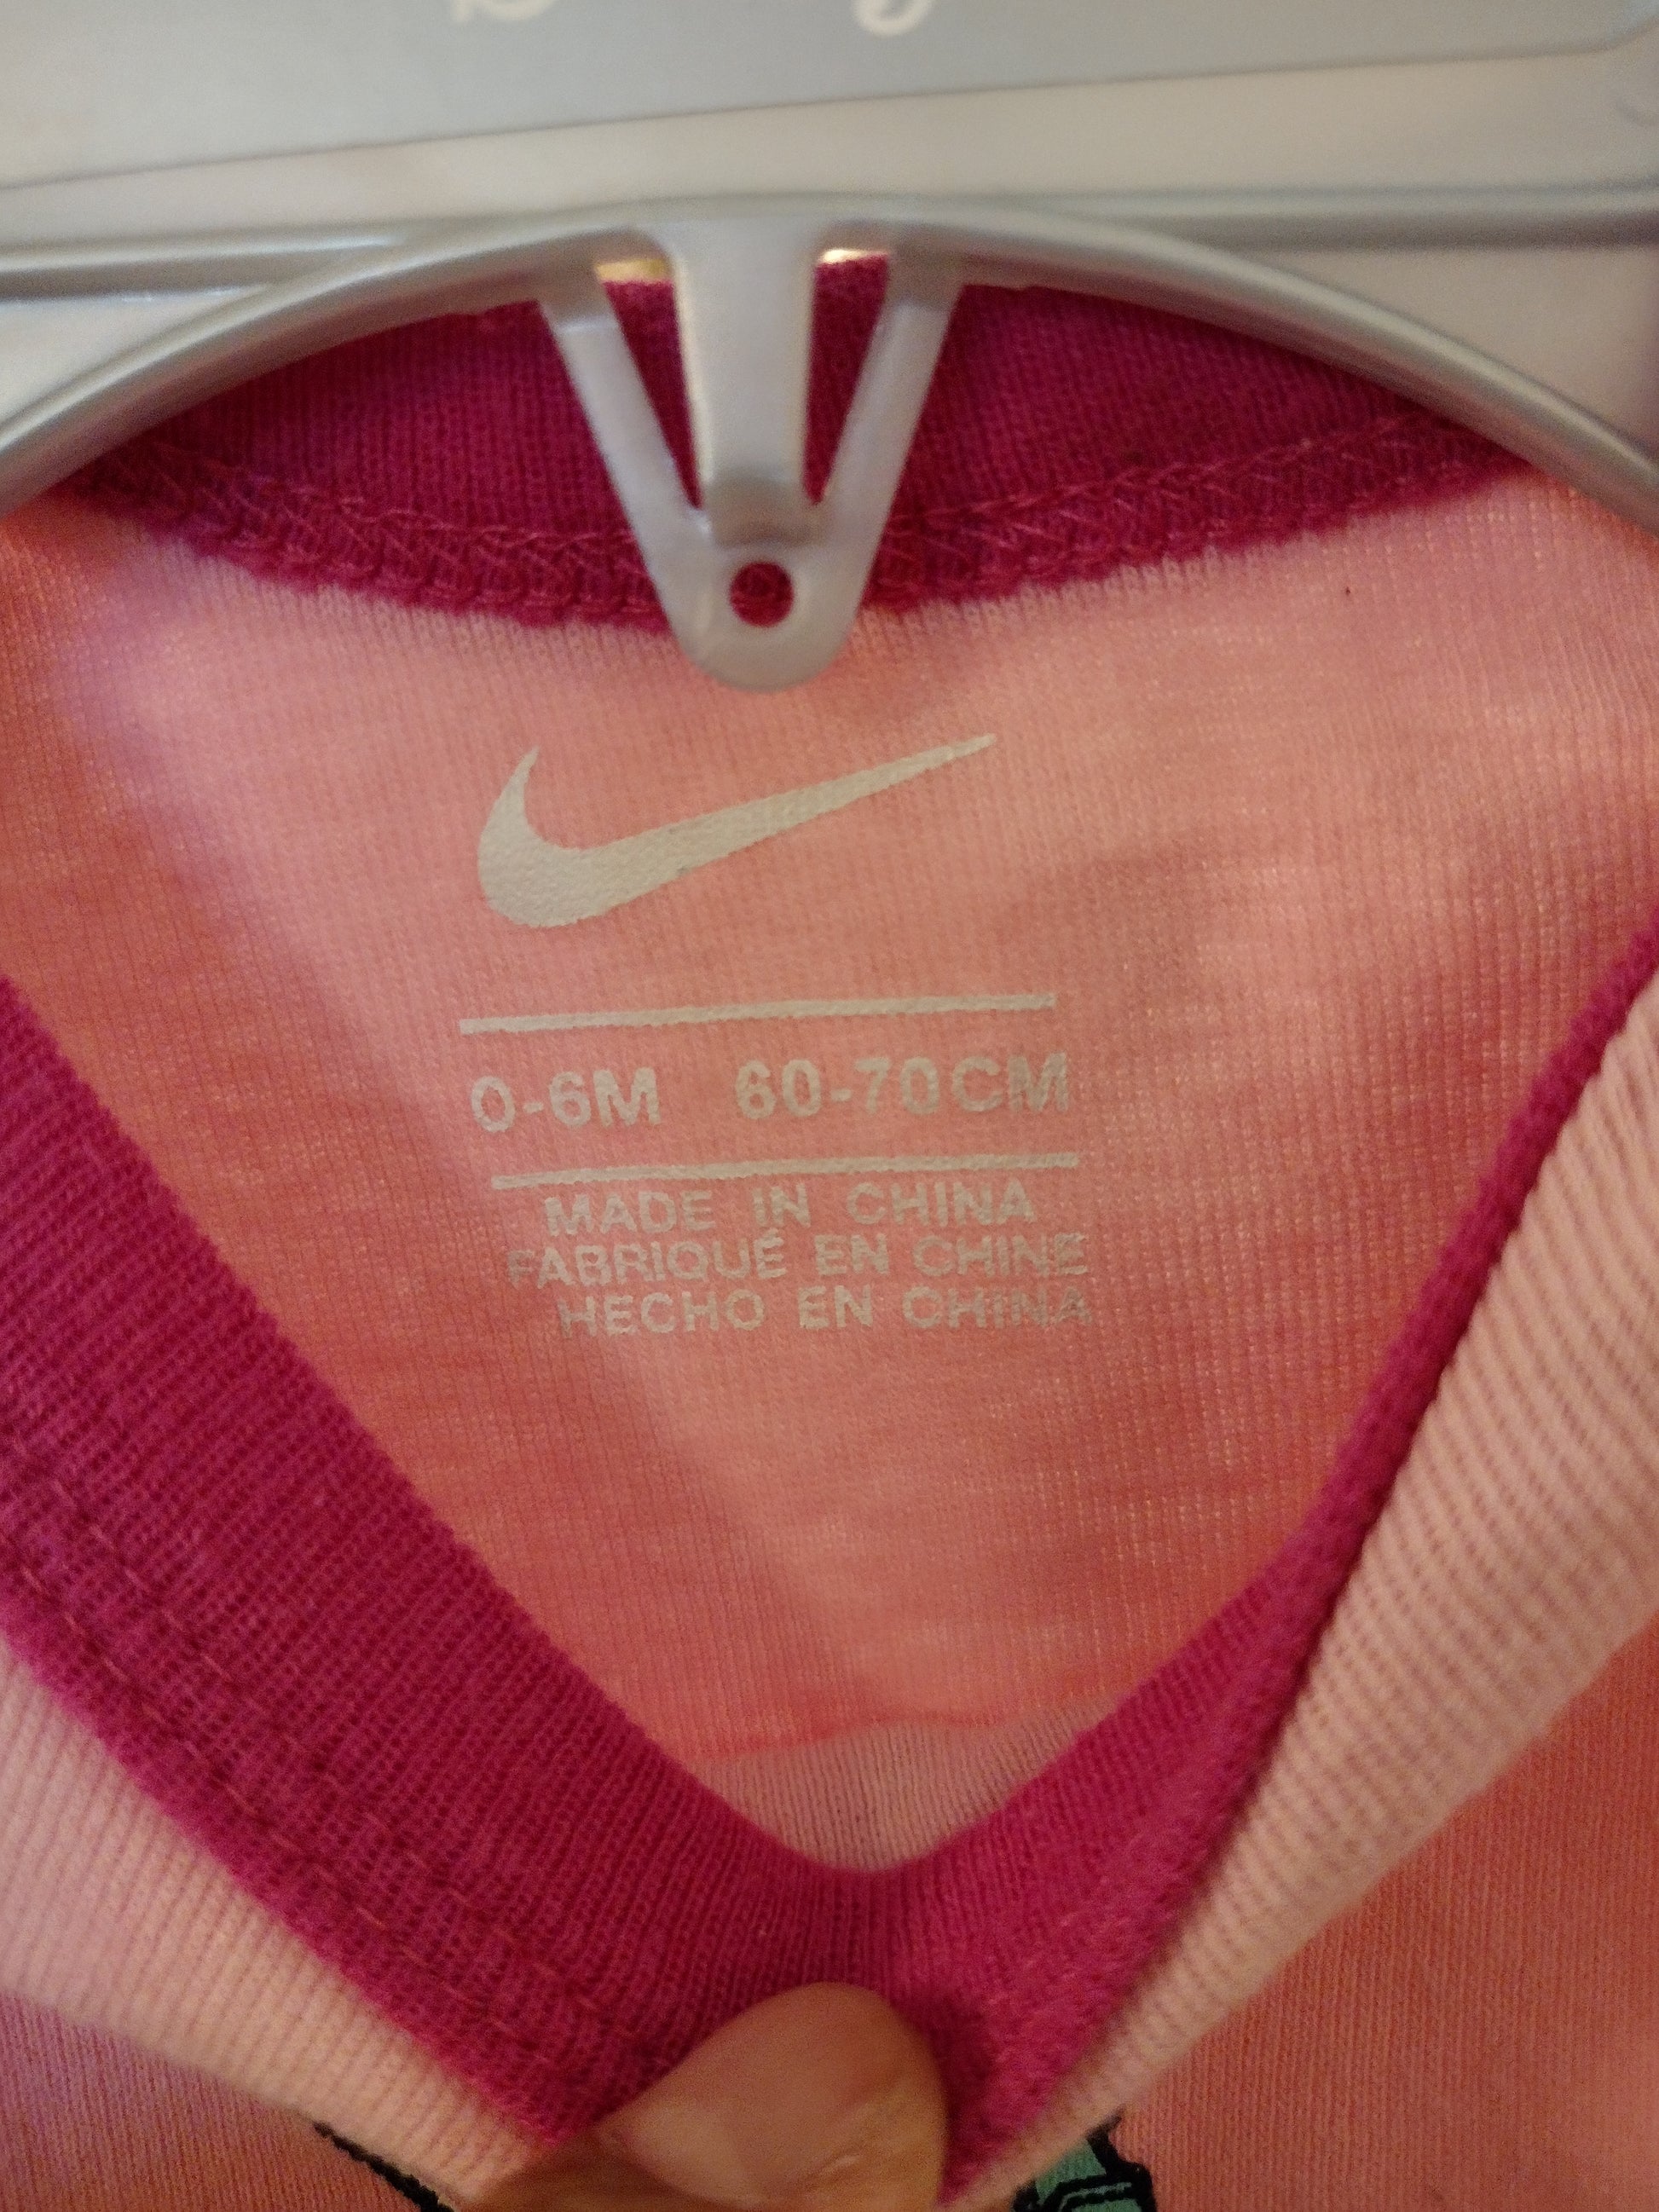 0-6M 60-70CM
MADE IN CHINA
FABRIQUÉ EN CHINE
HECHO EN CHINA